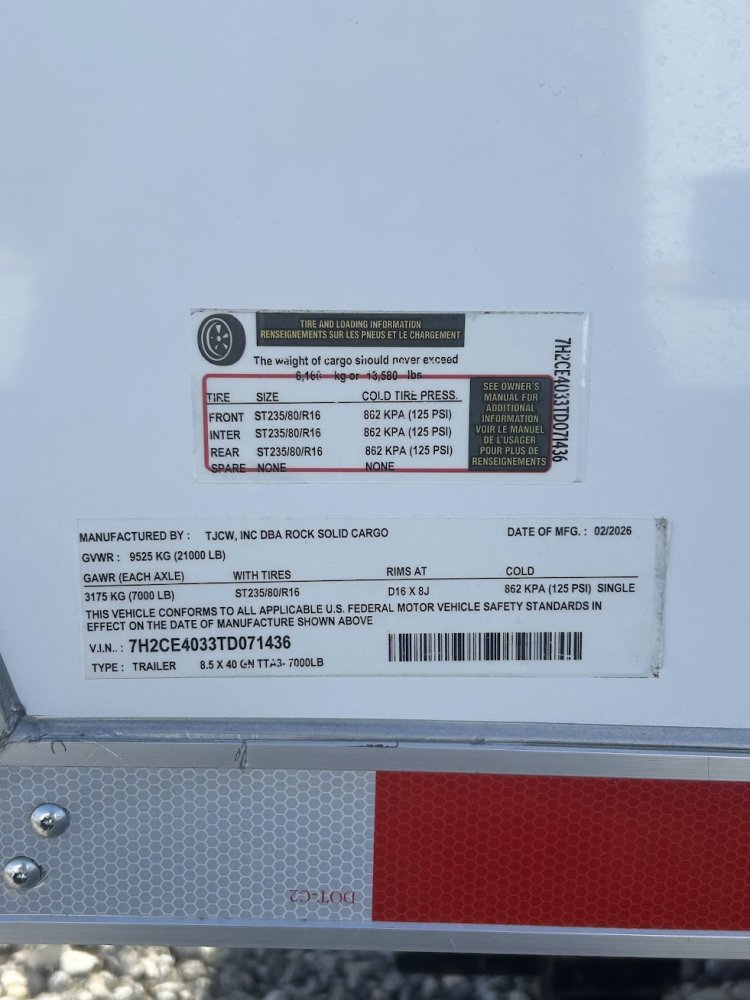 TIRE AND LOADING INFORMATION
RENSEIGNEMENTS SUR LES PNEUS ET LE CHARGEMENT
The weight of cargo should never exceed
6,160 kg or 13,580 lbs.
TIRE SIZE COLD TIRE PRESS.
FRONT ST235/80/R16 862 KPA (125 PSI)
INTER ST235/80/R16 862 KPA (125 PSI)
REAR ST235/80/R16 862 KPA (125 PSI)
SPARE NONE NONE
SEE OWNER'S
MANUAL FOR
ADDITIONAL
INFORMATION
VOIR LE MANUEL
DE L'USAGER
POUR PLUS DE
RENSEIGNEMENTS
7H2CE4033TD071436
MANUFACTURED BY : TJCW, INC DBA ROCK SOLID CARGO DATE OF MFG. : 02/2026
GVWR : 9525 KG (21000 LB)
GAWR (EACH AXLE) WITH TIRES RIMS AT COLD
3175 KG (7000 LB) ST235/80/R16 D16 X 8J 862 KPA (125 PSI) SINGLE
THIS VEHICLE CONFORMS TO ALL APPLICABLE U.S. FEDERAL MOTOR VEHICLE SAFETY STANDARDS IN
EFFECT ON THE DATE OF MANUFACTURE SHOWN ABOVE
V.I.N.. : 7H2CE4033TD071436
TYPE : TRAILER 8.5 X 40 GN TTA3- 7000LB
DOT-C2